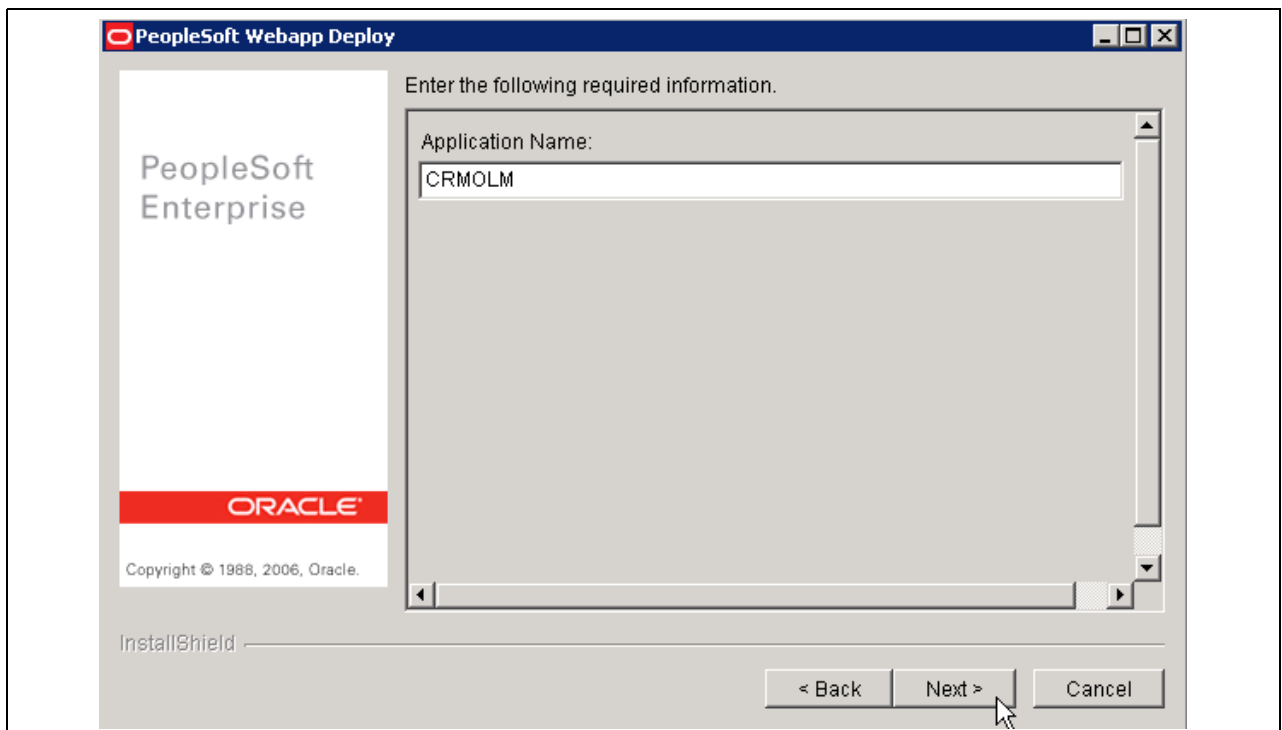 PeopleSoft Webapp Deploy
PeopleSoft
Enterprise
ORACLE®
Copyright © 1988, 2006, Oracle.
Enter the following required information.
Application Name:
CRMOLM
InstallShield
< Back
Next >
Cancel